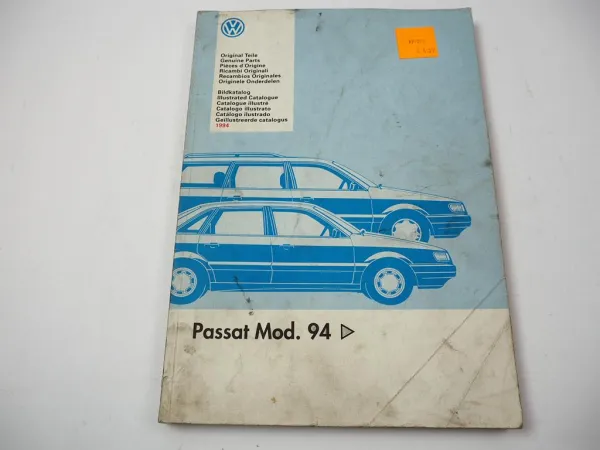 Original Teile
Genuine Parts
Pièces d'Origine
Ricambi Originali
Recambios Originales
Originele Onderdelen
Bildkatalog
Illustrated Catalogue
Catalogue illustré
Catalogo illustrato
Catálogo ilustrado
Geïllustreerde catalogus
1994
Passat Mod. 94